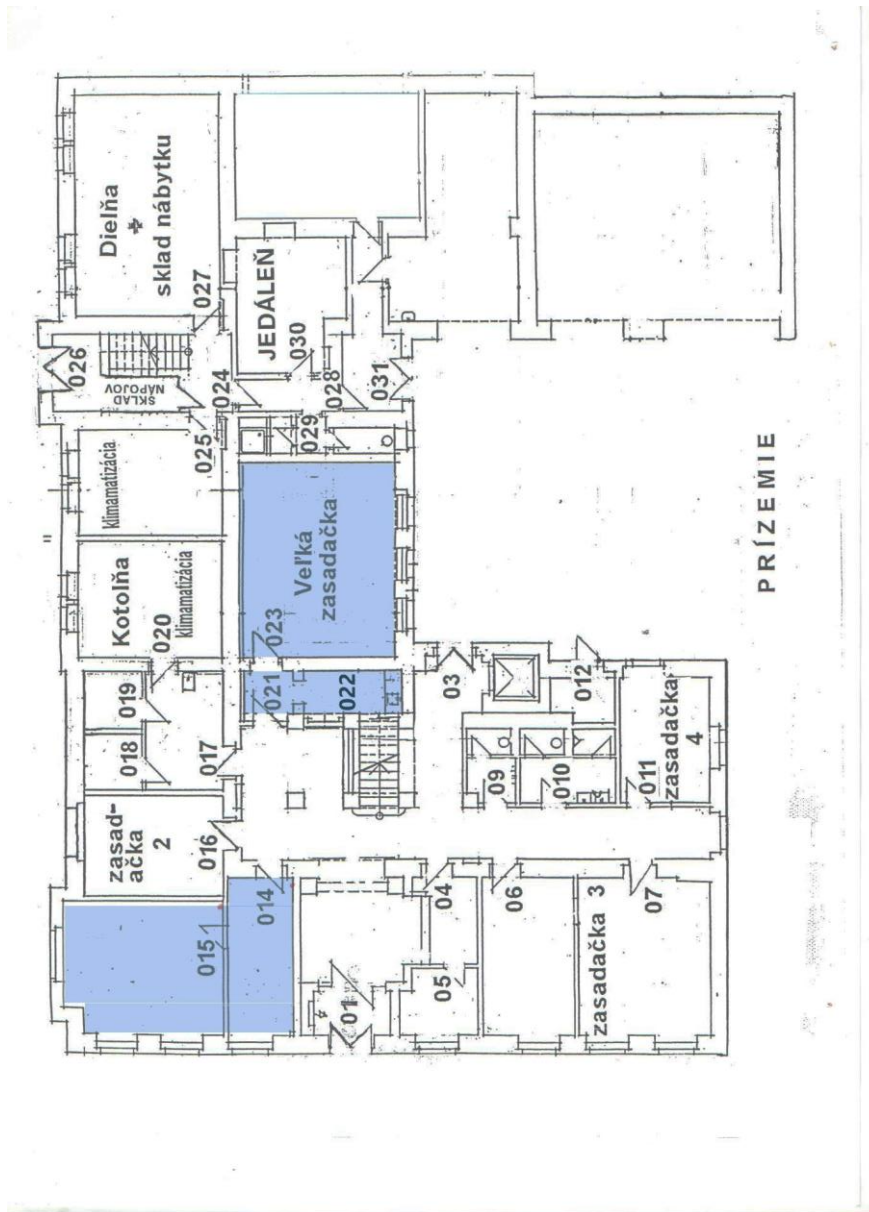 Dielňa
+
sklad nábytku
027
026
SKLAD
NÁPOJOV
024
025
JEDÁLEŇ
030
028
031
029
klimamatizácia
Kotolňa
klimamatizácia
020
Veľká
zasadačka
023
021
022
019
018
017
03
012
zasad-
ačka
2
016
09
010
011
zasadačka
4
014
015
04
05
01
06
zasadačka 3
07
PRÍZEMIE